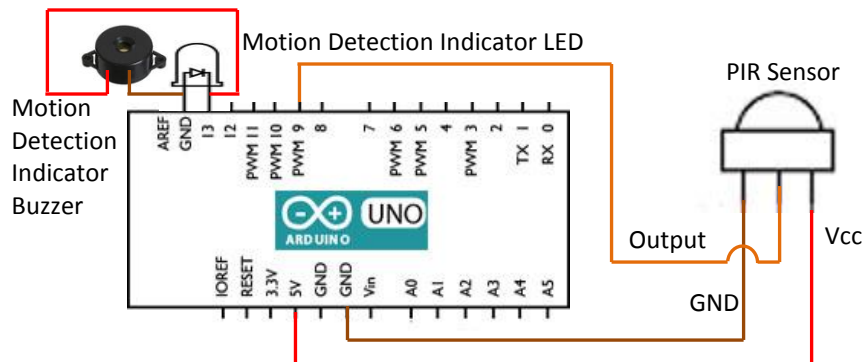 Motion Detection Indicator LED
PIR Sensor
Motion
Detection
Indicator
Buzzer
AREF
GND
I3
I2
PWM 11
PWM 10
PWM 9
8
7
PWM 6
PWM 5
4
PWM 3
2
TX 1
RX 0
UNO
ARDUINO
Output
Vcc
GND
IOREF
RESET
3.3V
5V
GND
GND
Vin
A0
A1
A2
A3
A4
A5